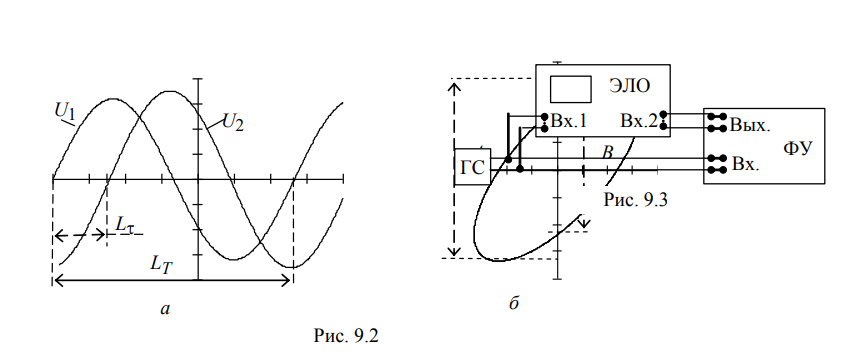 U1
U2
Lτ
LT
а
Рис. 9.2
ЭЛО
Вх.1
Вх.2
Вых.
ФУ
Вх.
ГС
B
Рис. 9.3
б